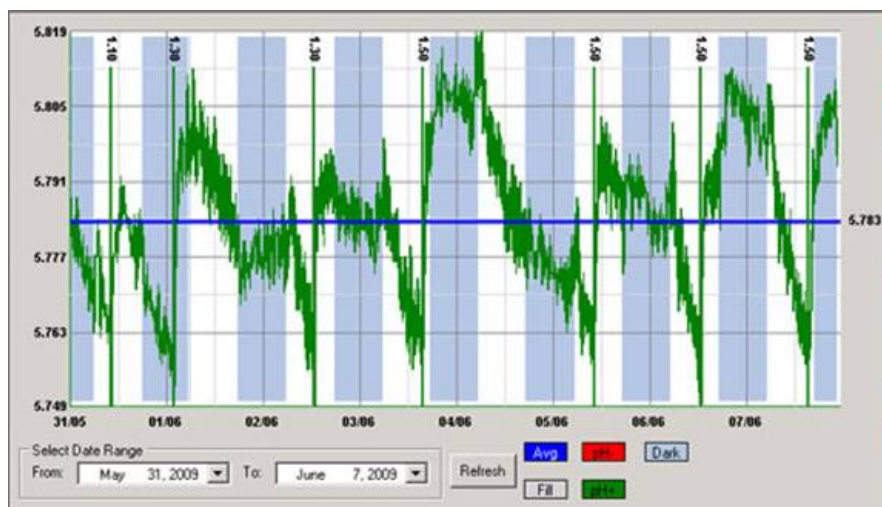 5.819
1.10
1.30
1.30
1.50
1.50
1.50
1.50
5.805
5.791
5.783
5.777
5.763
5.749
31/05 01/06 02/06 03/06 04/06 05/06 06/06 07/06
Select Date Range
From: May 31, 2009 To: June 7, 2009 Refresh
Avg pH- Dark
Fill pH+